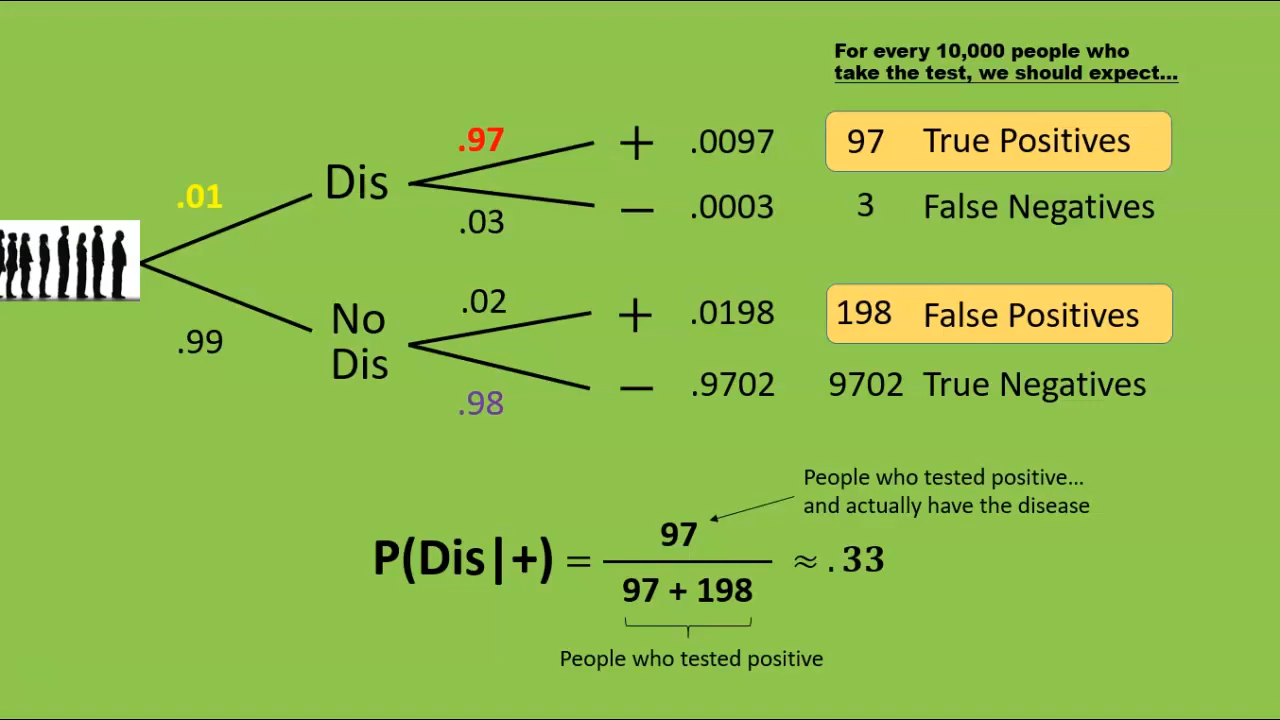 For every 10,000 people who
take the test, we should expect...
.97 + .0097 97 True Positives
.01 Dis
.03 — .0003 3 False Negatives
.02 + .0198 198 False Positives
.99 No
Dis
.98 — .9702 9702 True Negatives
People who tested positive...
and actually have the disease
97
P(Dis|+) = ≈ .33
97 + 198
People who tested positive